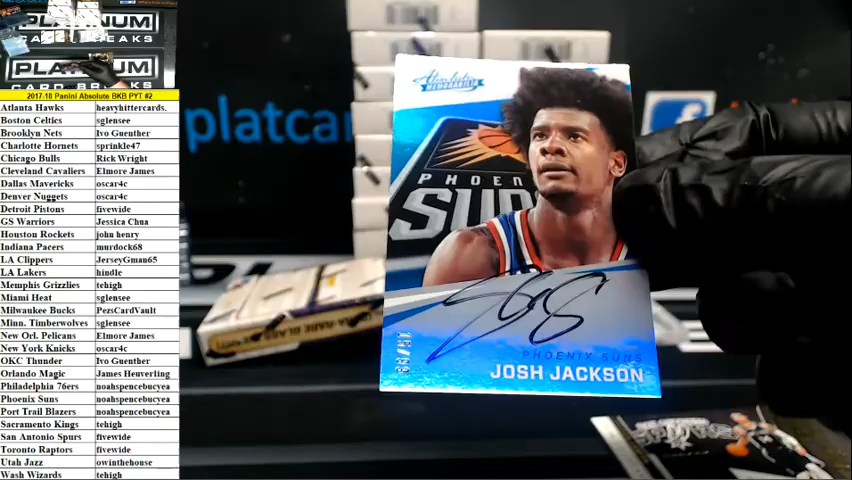 PLATINUM
CARD BREAKS
PLATINUM
CARD BREAKS
2017-18 Panini Absolute BKB PYT #2
Atlanta Hawks heavyhittercards.
Boston Celtics sglensee
Brooklyn Nets Ivo Guenther
Charlotte Hornets sprinkle47
Chicago Bulls Rick Wright
Cleveland Cavaliers Elmore James
Dallas Mavericks oscar4c
Denver Nuggets oscar4c
Detroit Pistons fivewide
GS Warriors Jessica Chua
Houston Rockets john henry
Indiana Pacers murdock68
LA Clippers JerseyGman65
LA Lakers hindle
Memphis Grizzlies tehigh
Miami Heat sglensee
Milwaukee Bucks PezsCardVault
Minn. Timberwolves sglensee
New Orl. Pelicans Elmore James
New York Knicks oscar4c
OKC Thunder Ivo Guenther
Orlando Magic James Heuverling
Philadelphia 76ers noahspencebucyea
Phoenix Suns noahspencebucyea
Port Trail Blazers noahspencebucyea
Sacramento Kings tehigh
San Antonio Spurs fivewide
Toronto Raptors fivewide
Utah Jazz owinthehouse
Wash Wizards tehigh
platcar
Absolute
MEMORABILIA
PHOEN
SUN
PHOENIX SUNS
JOSH JACKSON